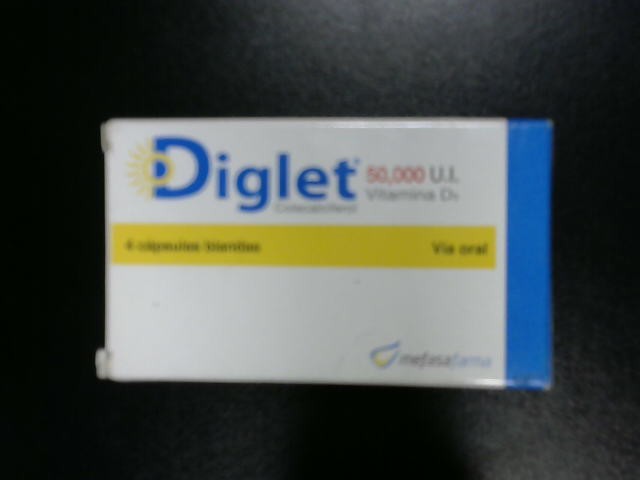 Diglet 50,000 U.I.
Colecalciferol Vitamina D₃
4 cápsulas blandas Vía oral
mefasafarma